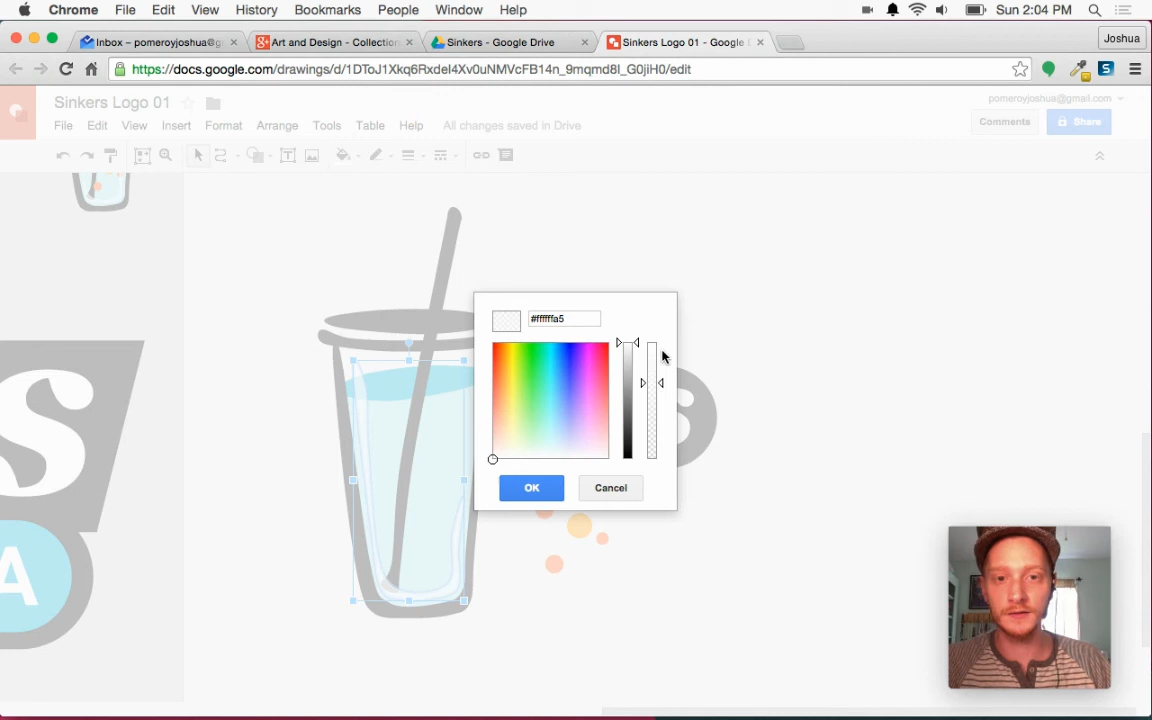 Chrome File Edit View History Bookmarks People Window Help Sun 2:04 PM
Inbox – pomeroyjoshua@g Art and Design - Collection Sinkers - Google Drive Sinkers Logo 01 - Google D Joshua
https://docs.google.com/drawings/d/1DToJ1Xkq6RxdeI4Xv0uNMVcFB14n_9mqmd8I_G0jiH0/edit
Sinkers Logo 01 pomeroyjoshua@gmail.com
File Edit View Insert Format Arrange Tools Table Help All changes saved in Drive Comments Share
#ffffffa5
S
S
OK Cancel
A